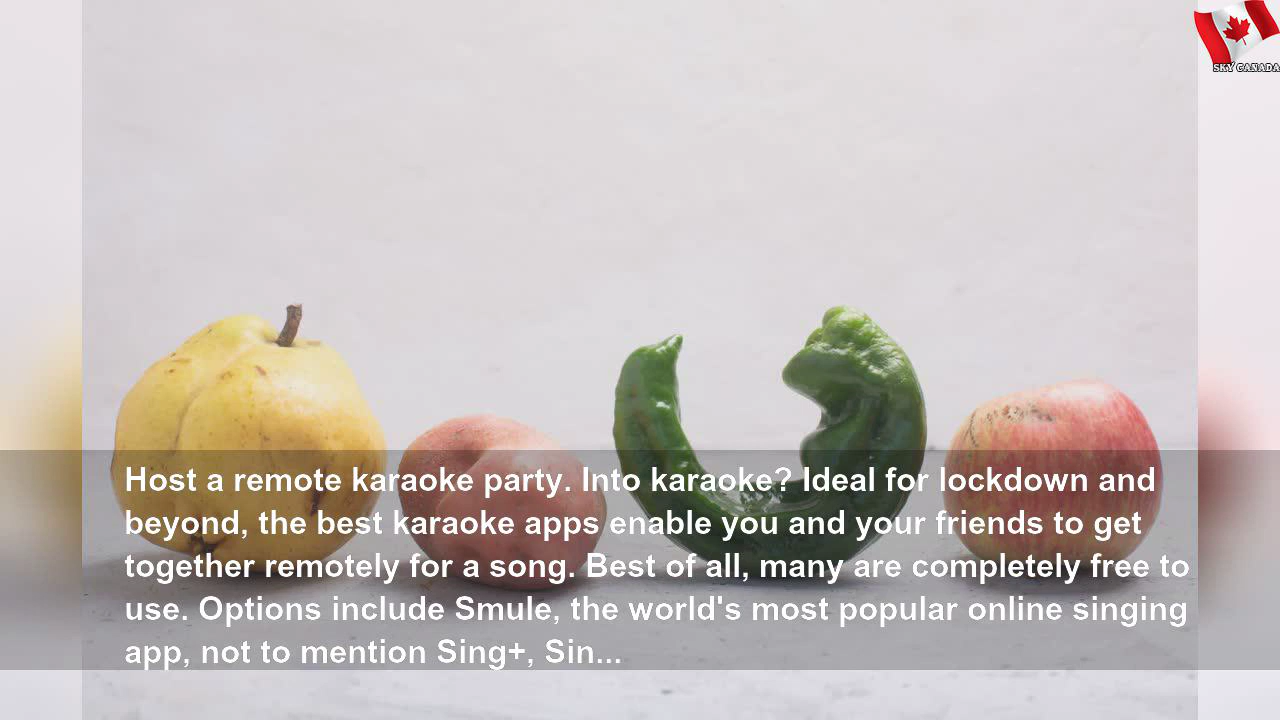 SKY CANADA
Host a remote karaoke party. Into karaoke? Ideal for lockdown and
beyond, the best karaoke apps enable you and your friends to get
together remotely for a song. Best of all, many are completely free to
use. Options include Smule, the world's most popular online singing
app, not to mention Sing+, Sin...